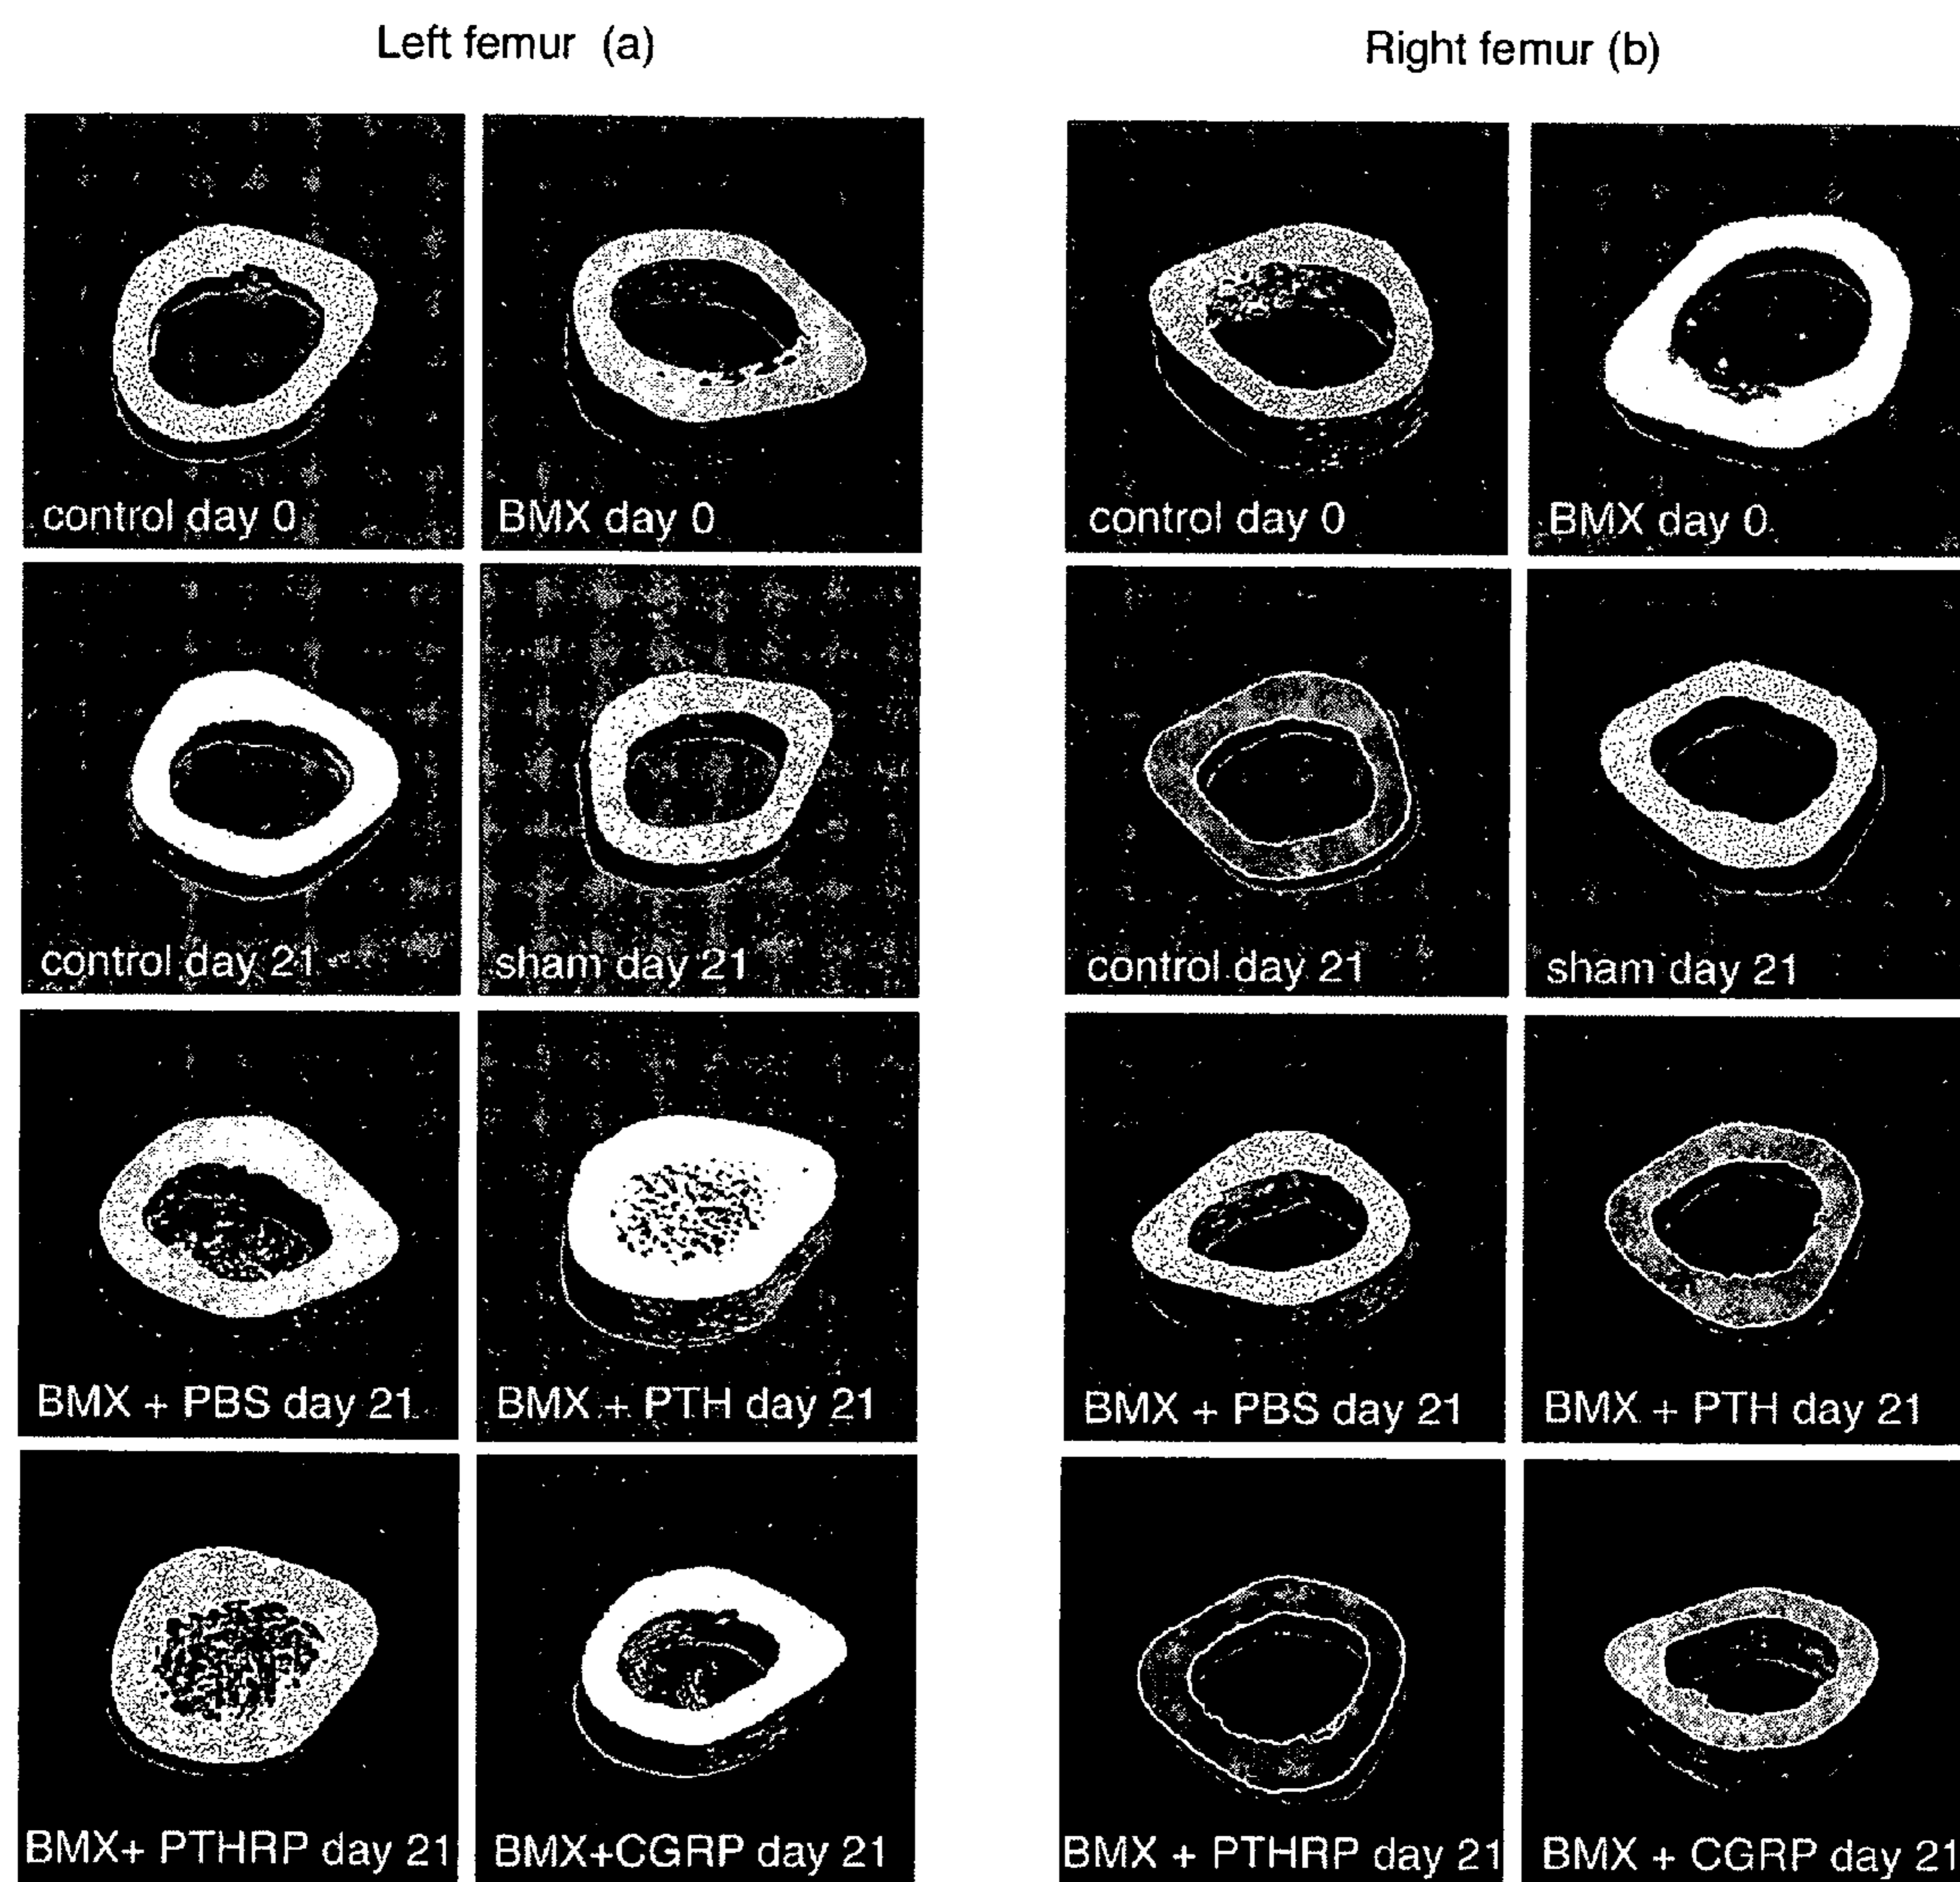 Left femur (a)
Right femur (b)
control day 0
BMX day 0
control day 0
BMX day 0
control day 21
sham day 21
control day 21
sham day 21
BMX + PBS day 21
BMX + PTH day 21
BMX + PBS day 21
BMX + PTH day 21
BMX+ PTHRP day 21
BMX+CGRP day 21
BMX + PTHRP day 21
BMX + CGRP day 21